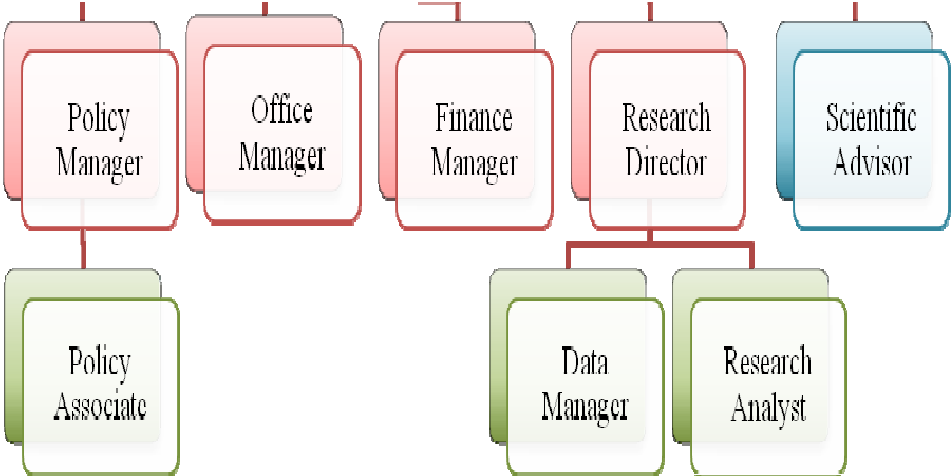 Policy
Manager
Office
Manager
Finance
Manager
Research
Director
Scientific
Advisor
Policy
Associate
Data
Manager
Research
Analyst